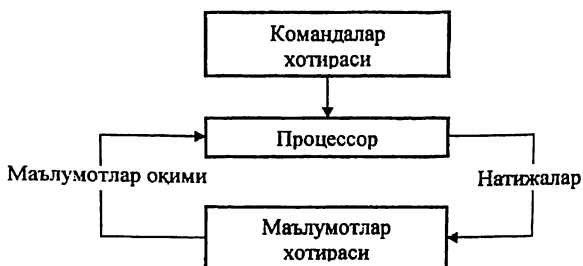 Командалар
хотираси
Процессор
Маълумотлар оқими
Натижалар
Маълумотлар
хотираси